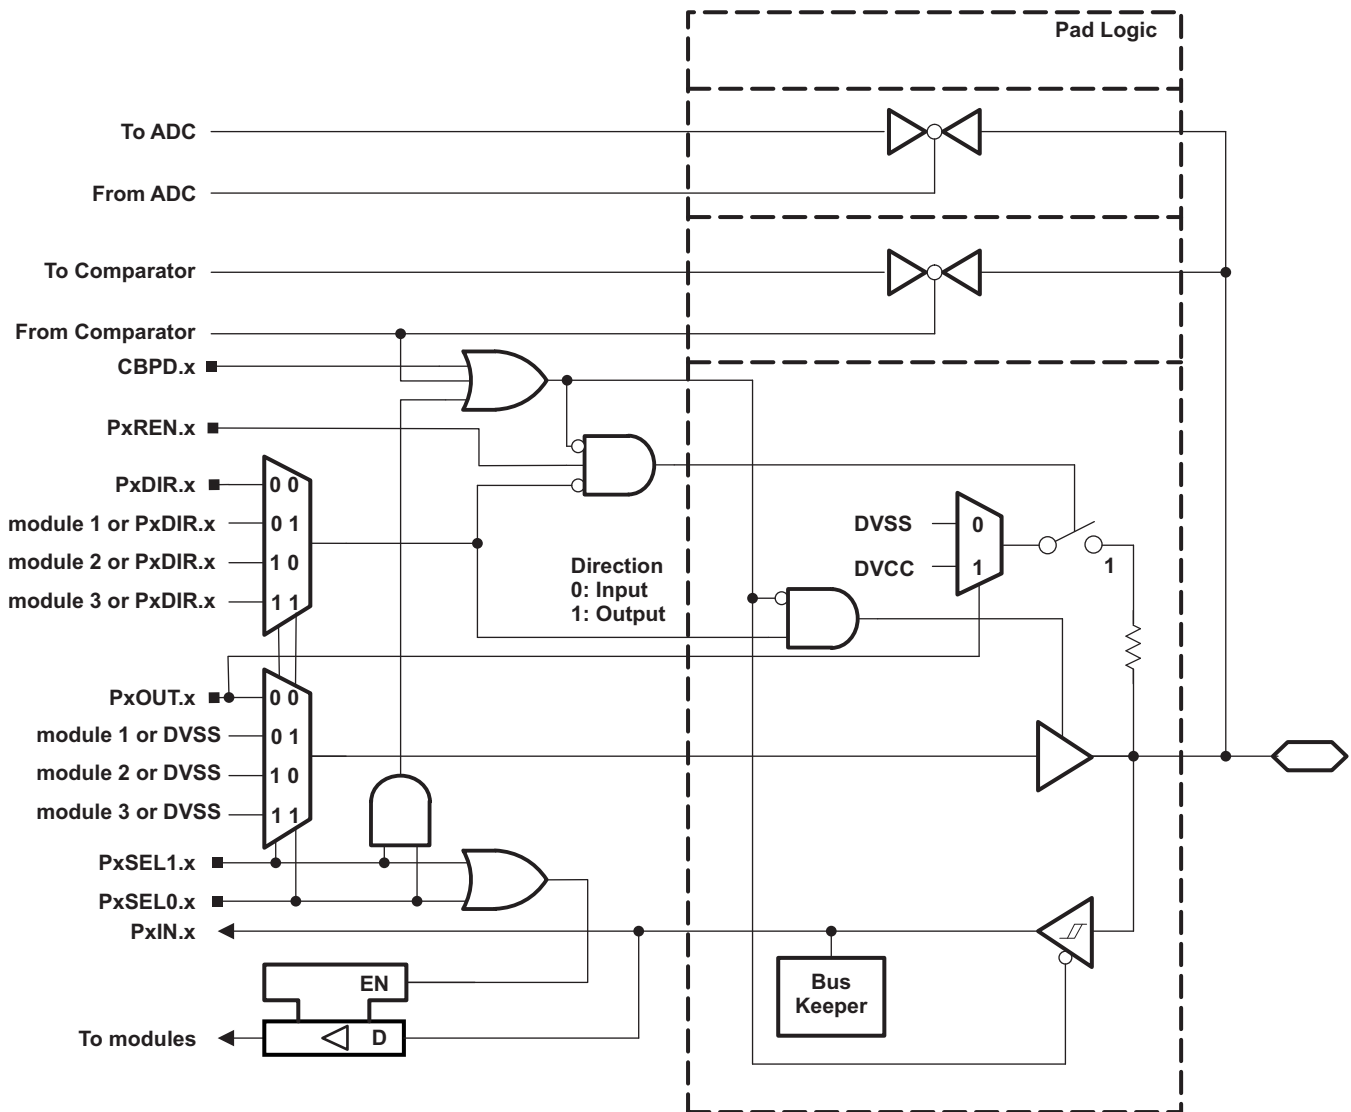 Pad Logic
To ADC
From ADC
To Comparator
From Comparator
CBPD.x
PxREN.x
PxDIR.x
0 0
module 1 or PxDIR.x
0 1
module 2 or PxDIR.x
1 0
module 3 or PxDIR.x
1 1
Direction
0: Input
1: Output
DVSS
0
DVCC
1
1
PxOUT.x
0 0
module 1 or DVSS
0 1
module 2 or DVSS
1 0
module 3 or DVSS
1 1
PxSEL1.x
PxSEL0.x
PxIN.x
EN
Bus
Keeper
To modules
D